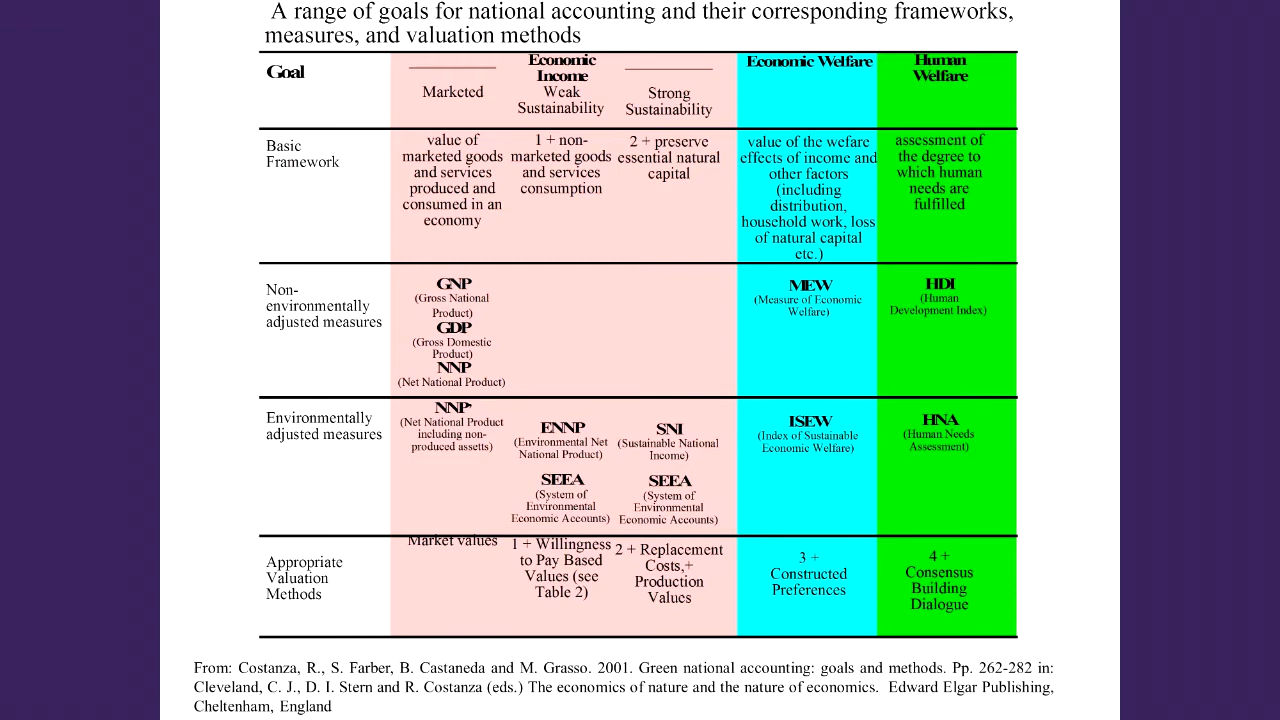 A range of goals for national accounting and their corresponding frameworks,
measures, and valuation methods
Goal
Economic
Income
Marketed
Weak
Sustainability
Strong
Sustainability
Economic Welfare
Human
Welfare
Basic
Framework
value of
marketed goods
and services
produced and
consumed in an
economy
1 + non-
marketed goods
and services
consumption
2 + preserve
essential natural
capital
value of the wefare
effects of income and
other factors
(including
distribution,
household work, loss
of natural capital
etc.)
assessment of
the degree to
which human
needs are
fulfilled
Non-
environmentally
adjusted measures
GNP
(Gross National
Product)
GDP
(Gross Domestic
Product)
NNP
(Net National Product)
MEW
(Measure of Economic
Welfare)
HDI
(Human
Development Index)
Environmentally
adjusted measures
NNP'
(Net National Product
including non-
produced assetts)
ENNP
(Environmental Net
National Product)
SEEA
(System of
Environmental
Economic Accounts)
SNI
(Sustainable National
Income)
SEEA
(System of
Environmental
Economic Accounts)
ISEW
(Index of Sustainable
Economic Welfare)
HNA
(Human Needs
Assessment)
Appropriate
Valuation
Methods
Market values
1 + Willingness
to Pay Based
Values (see
Table 2)
2 + Replacement
Costs,+
Production
Values
3 +
Constructed
Preferences
4 +
Consensus
Building
Dialogue
From: Costanza, R., S. Farber, B. Castaneda and M. Grasso. 2001. Green national accounting: goals and methods. Pp. 262-282 in:
Cleveland, C. J., D. I. Stern and R. Costanza (eds.) The economics of nature and the nature of economics. Edward Elgar Publishing,
Cheltenham, England